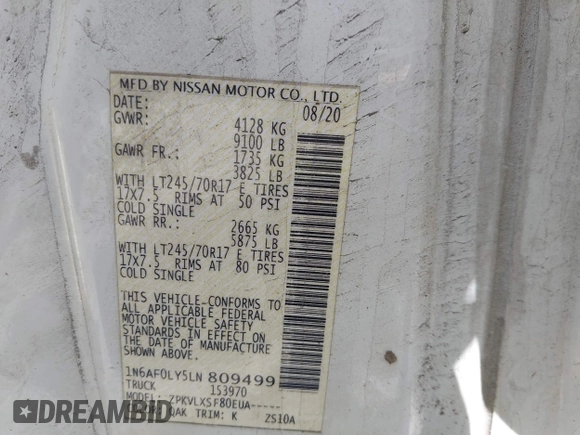 MFD BY NISSAN MOTOR CO., LTD.
DATE: 08/20
GVWR: 4128 KG
9100 LB
GAWR FR.: 1735 KG
3825 LB
WITH LT245/70R17 E TIRES
17X7.5 RIMS AT 50 PSI
COLD SINGLE
GAWR RR.: 2665 KG
5875 LB
WITH LT245/70R17 E TIRES
17X7.5 RIMS AT 80 PSI
COLD SINGLE
THIS VEHICLE CONFORMS TO
ALL APPLICABLE FEDERAL
MOTOR VEHICLE SAFETY
STANDARDS IN EFFECT ON
THE DATE OF MANUFACTURE
SHOWN ABOVE.
1N6AF0LY5LN 809499
TRUCK 153970
MODEL: ZPKVLXSF80EUA-----
COLOR: QAK TRIM: K ZS10A
DRIVERSIDE